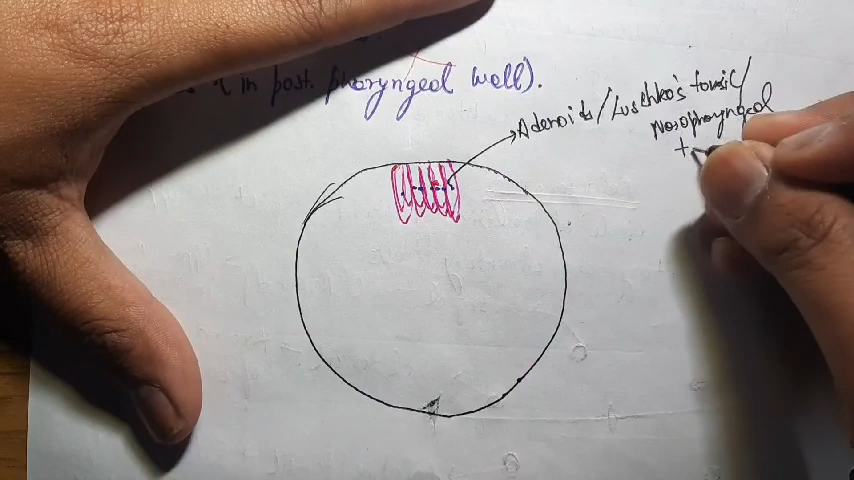 in post. pharyngeal wall).
Adenoids/Luschka's tonsil/
Nasopharyngeal